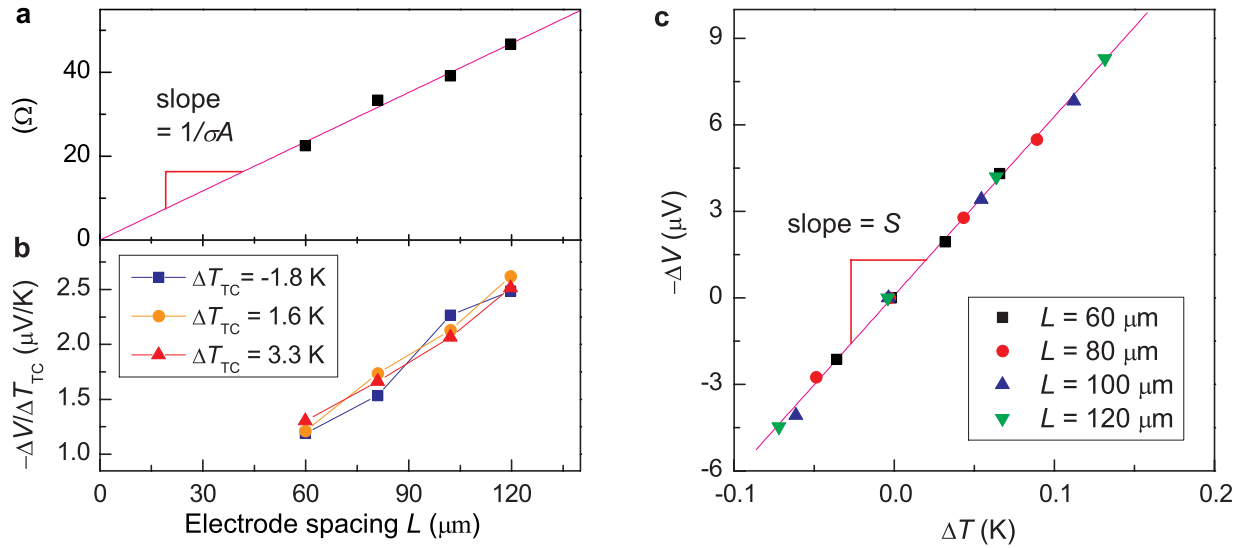 a
40
20
0
(Ω)
slope
= 1/σA
b
2.5
2.0
1.5
1.0
−ΔV/ΔT_TC (μV/K)
ΔT_TC = -1.8 K
ΔT_TC = 1.6 K
ΔT_TC = 3.3 K
0 30 60 90 120
Electrode spacing L (μm)
c
9
6
3
0
-3
-6
−ΔV (μV)
slope = S
L = 60 μm
L = 80 μm
L = 100 μm
L = 120 μm
-0.1 0.0 0.1 0.2
ΔT (K)